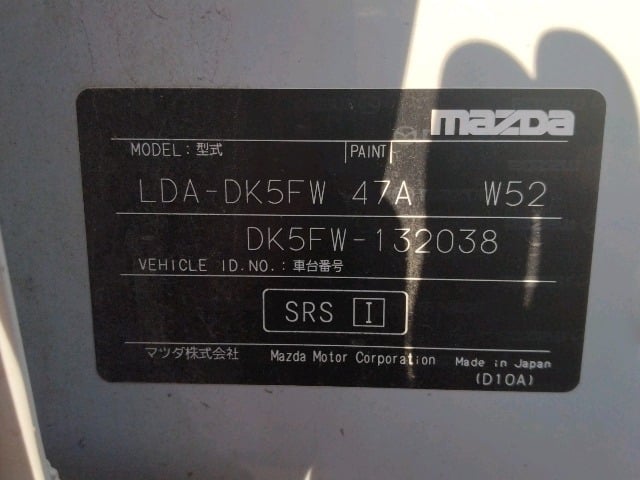 mazda
MODEL: 型式 PAINT
LDA-DK5FW 47A W52
DK5FW-132038
VEHICLE ID.NO.: 車台番号
SRS I
マツダ株式会社 Mazda Motor Corporation Made in Japan
(D10A)